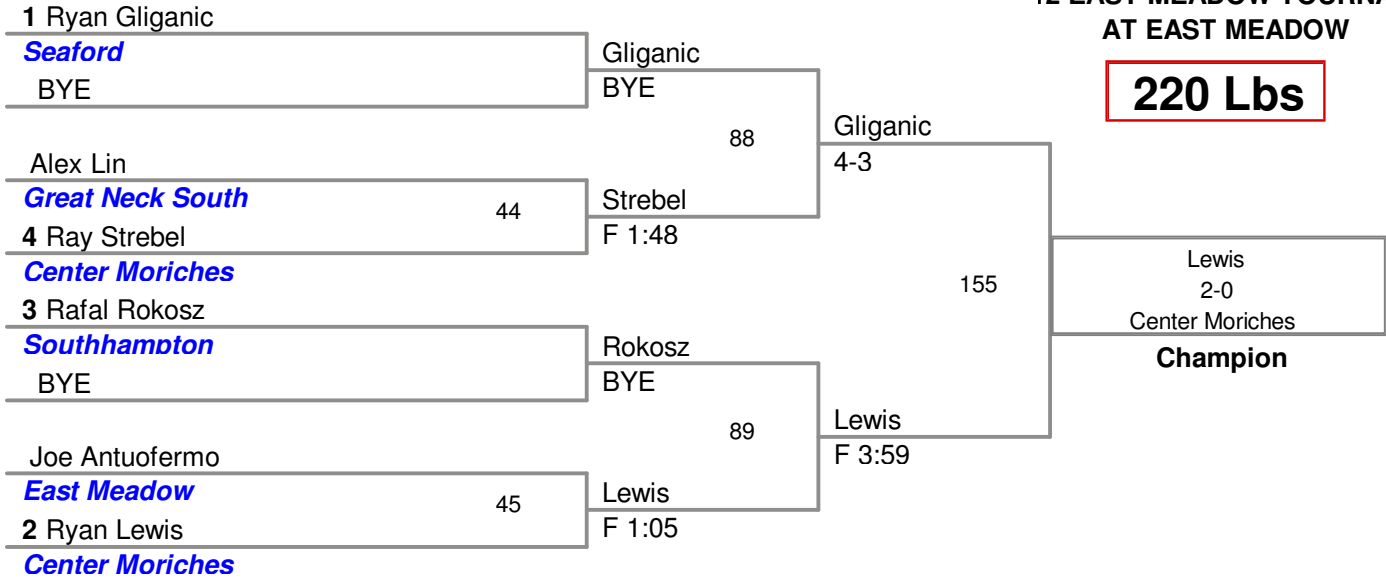 1 Ryan Gliganic
Seaford
BYE
Alex Lin
Great Neck South
4 Ray Strebel
Center Moriches
3 Rafal Rokosz
Southhampton
BYE
Joe Antuofermo
East Meadow
2 Ryan Lewis
Center Moriches
44
45
Gliganic
BYE
Strebel
F 1:48
Rokosz
BYE
Lewis
F 1:05
88
89
Gliganic
4-3
Lewis
F 3:59
155
EAST MEADOW
AT EAST MEADOW
220 Lbs
Lewis
2-0
Center Moriches
Champion